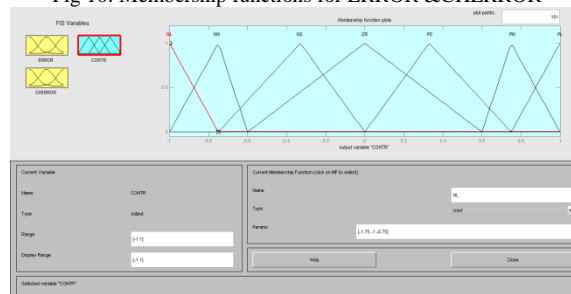 Fig 10: Membership functions for ERROR &CHERROR
FIS Variables
Membership function plots
plot points:
181
NL NM NS ZR PS PM PL
ERROR
CONTR
CHERROR
1
0.5
0
-1 -0.8 -0.6 -0.4 -0.2 0 0.2 0.4 0.6 0.8 1
output variable "CONTR"
Current Variable
Name CONTR
Type output
Range [-1 1]
Display Range [-1 1]
Current Membership Function (click on MF to select)
Name NL
Type trimf
Params [-1.75 -1 -0.75]
Help Close
Selected variable "CONTR"